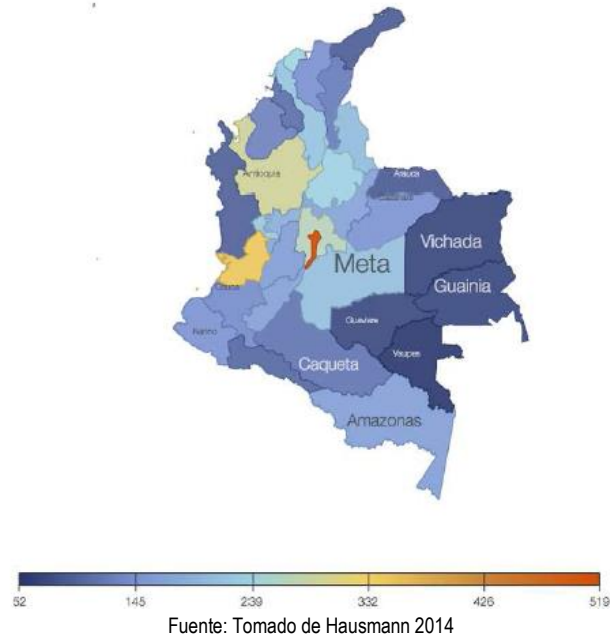 Arauca
Antioquia
Casanare
Vichada
Meta
Guainia
Cauca
Guaviare
Nariño
Vaupes
Caqueta
Amazonas
52 145 239 332 426 519
Fuente: Tomado de Hausmann 2014